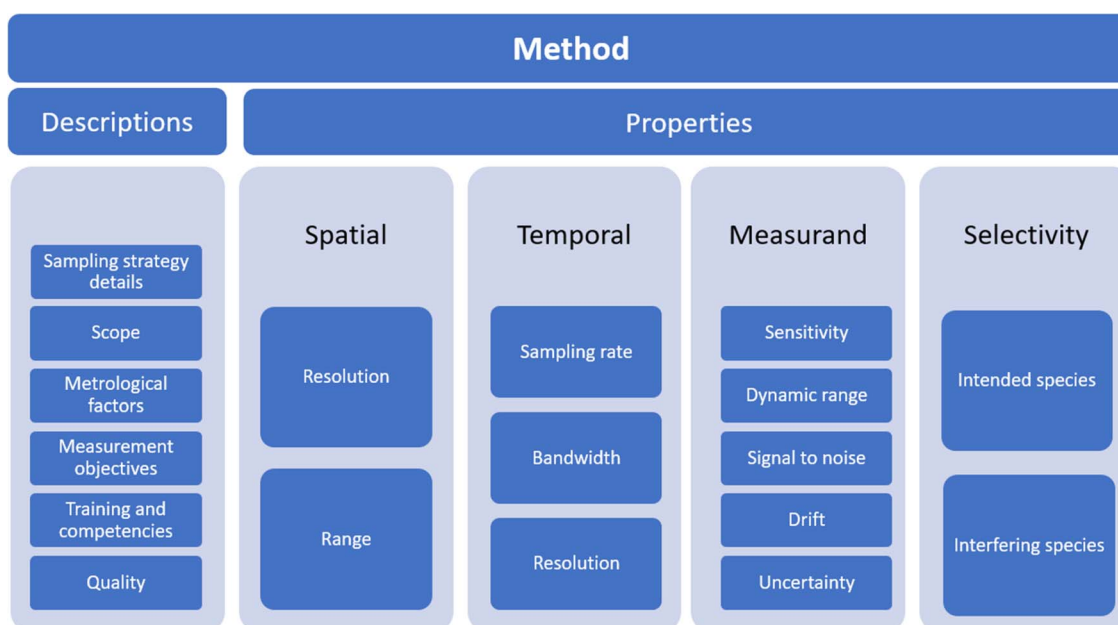 Method
Descriptions
Properties
Sampling strategy
details
Scope
Metrological
factors
Measurement
objectives
Training and
competencies
Quality
Spatial
Resolution
Range
Temporal
Sampling rate
Bandwidth
Resolution
Measurand
Sensitivity
Dynamic range
Signal to noise
Drift
Uncertainty
Selectivity
Intended species
Interfering species